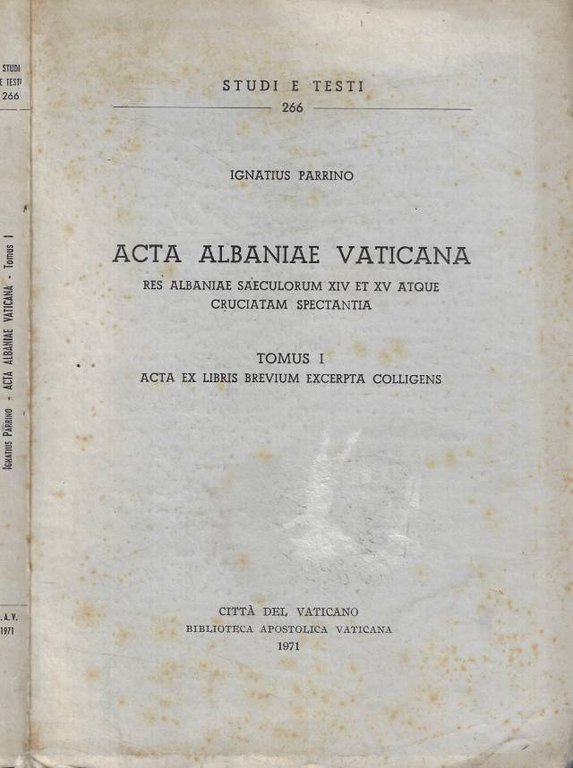 STUDI
E TESTI
266
IGNATIUS PARRINO - ACTA ALBANIAE VATICANA - Tomus I
.A.V.
1971
STUDI E TESTI
266
IGNATIUS PARRINO
ACTA ALBANIAE VATICANA
RES ALBANIAE SAECULORUM XIV ET XV ATQUE
CRUCIATAM SPECTANTIA
TOMUS I
ACTA EX LIBRIS BREVIUM EXCERPTA COLLIGENS
CITTÀ DEL VATICANO
BIBLIOTECA APOSTOLICA VATICANA
1971